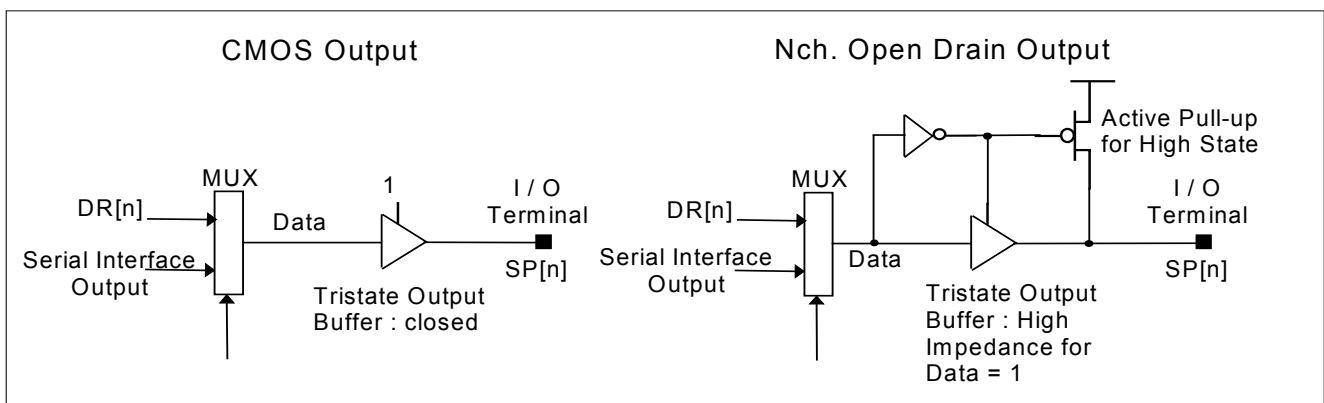 CMOS Output
MUX
DR[n]
Serial Interface
Output
Data
1
Tristate Output
Buffer : closed
I / O
Terminal
SP[n]
Nch. Open Drain Output
MUX
DR[n]
Serial Interface
Output
Data
Tristate Output
Buffer : High
Impedance for
Data = 1
Active Pull-up
for High State
I / O
Terminal
SP[n]